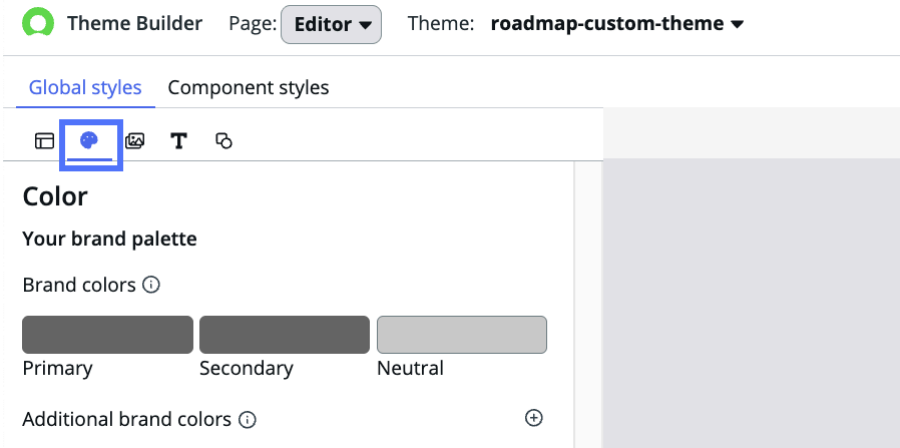 Theme Builder Page: Editor Theme: roadmap-custom-theme
Global styles Component styles
T
Color
Your brand palette
Brand colors
Primary Secondary Neutral
Additional brand colors